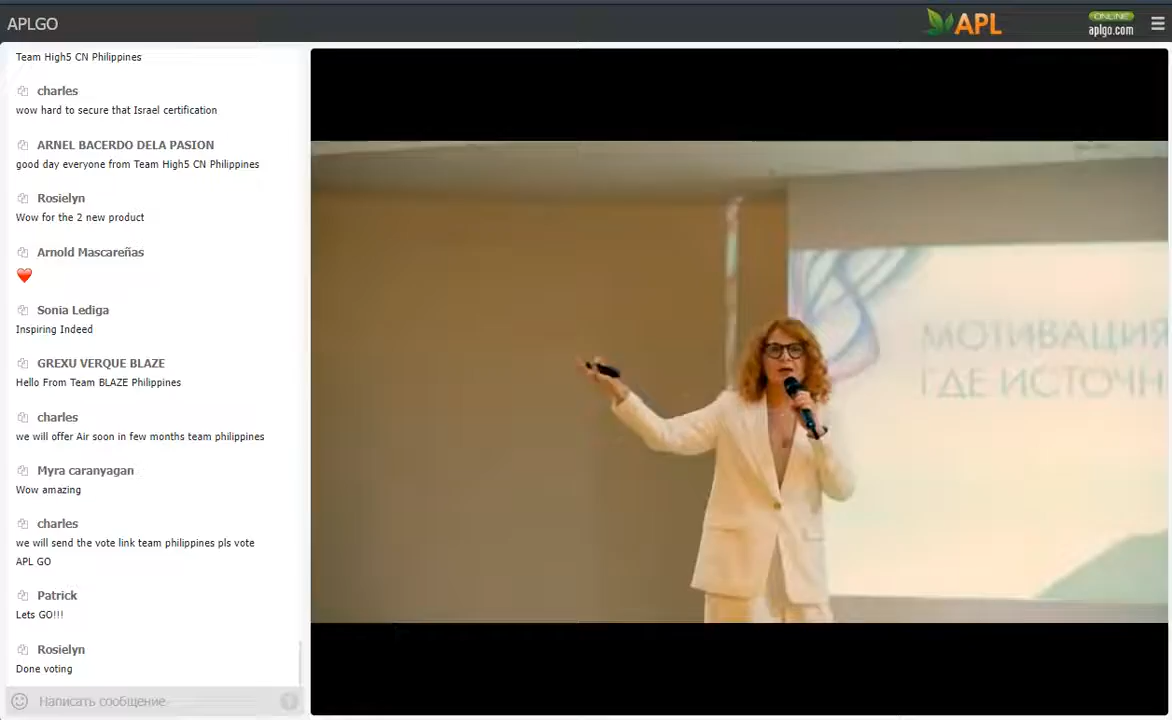 APLGO
APL
ONLINE
aplgo.com
Team High5 CN Philippines
charles
wow hard to secure that Israel certification
ARNEL BACERDO DELA PASION
good day everyone from Team High5 CN Philippines
Rosielyn
Wow for the 2 new product
Arnold Mascareñas
❤️
Sonia Lediga
Inspiring Indeed
GREXU VERQUE BLAZE
Hello From Team BLAZE Philippines
charles
we will offer Air soon in few months team philippines
Myra caranyagan
Wow amazing
charles
we will send the vote link team philippines pls vote
APL GO
Patrick
Lets GO!!!
Rosielyn
Done voting
Написать сообщение
МОТИВАЦИЯ
ГДЕ ИСТОЧН